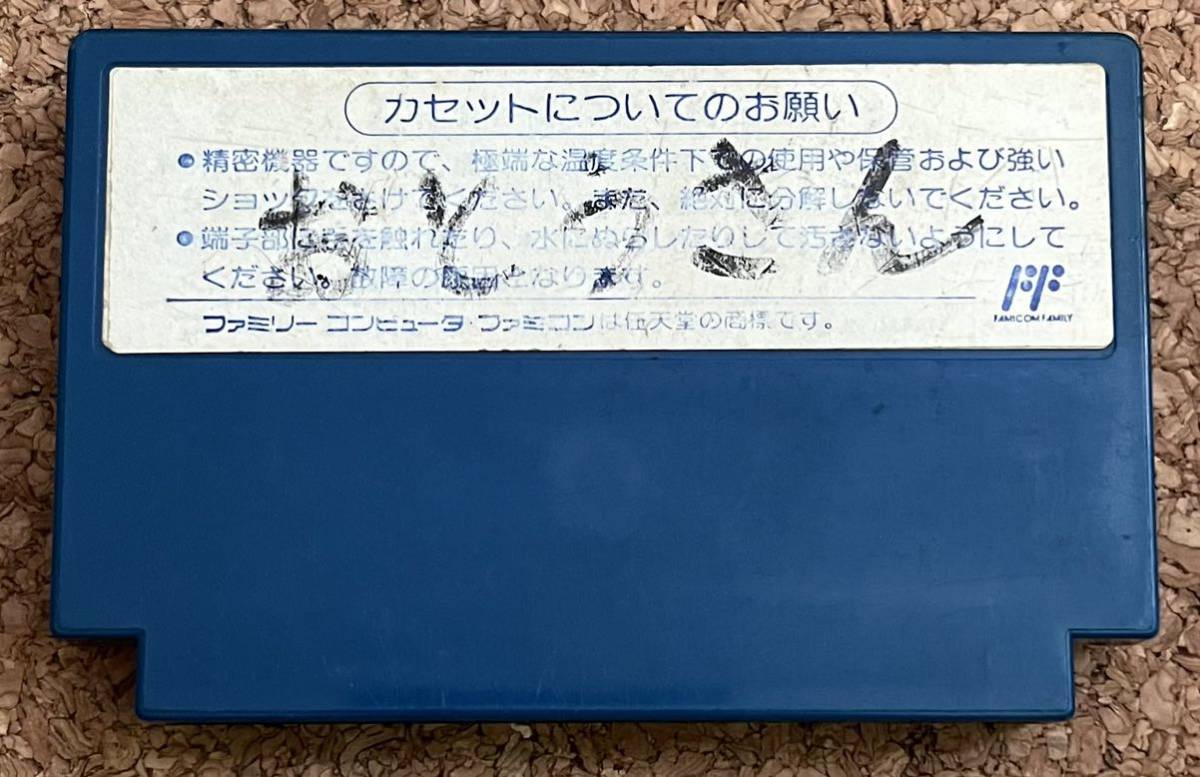 カセットについてのお願い
●精密機器ですので、極端な温度条件下での使用や保管および強い
ショックをさけてください。また、絶対に分解しないでください。
●端子部に手を触れたり、水にぬらしたりして汚さないようにして
ください。故障の原因となります。
おとうさん
ファミリーコンピュータ・ファミコンは任天堂の商標です。
FF
FAMICOM FAMILY